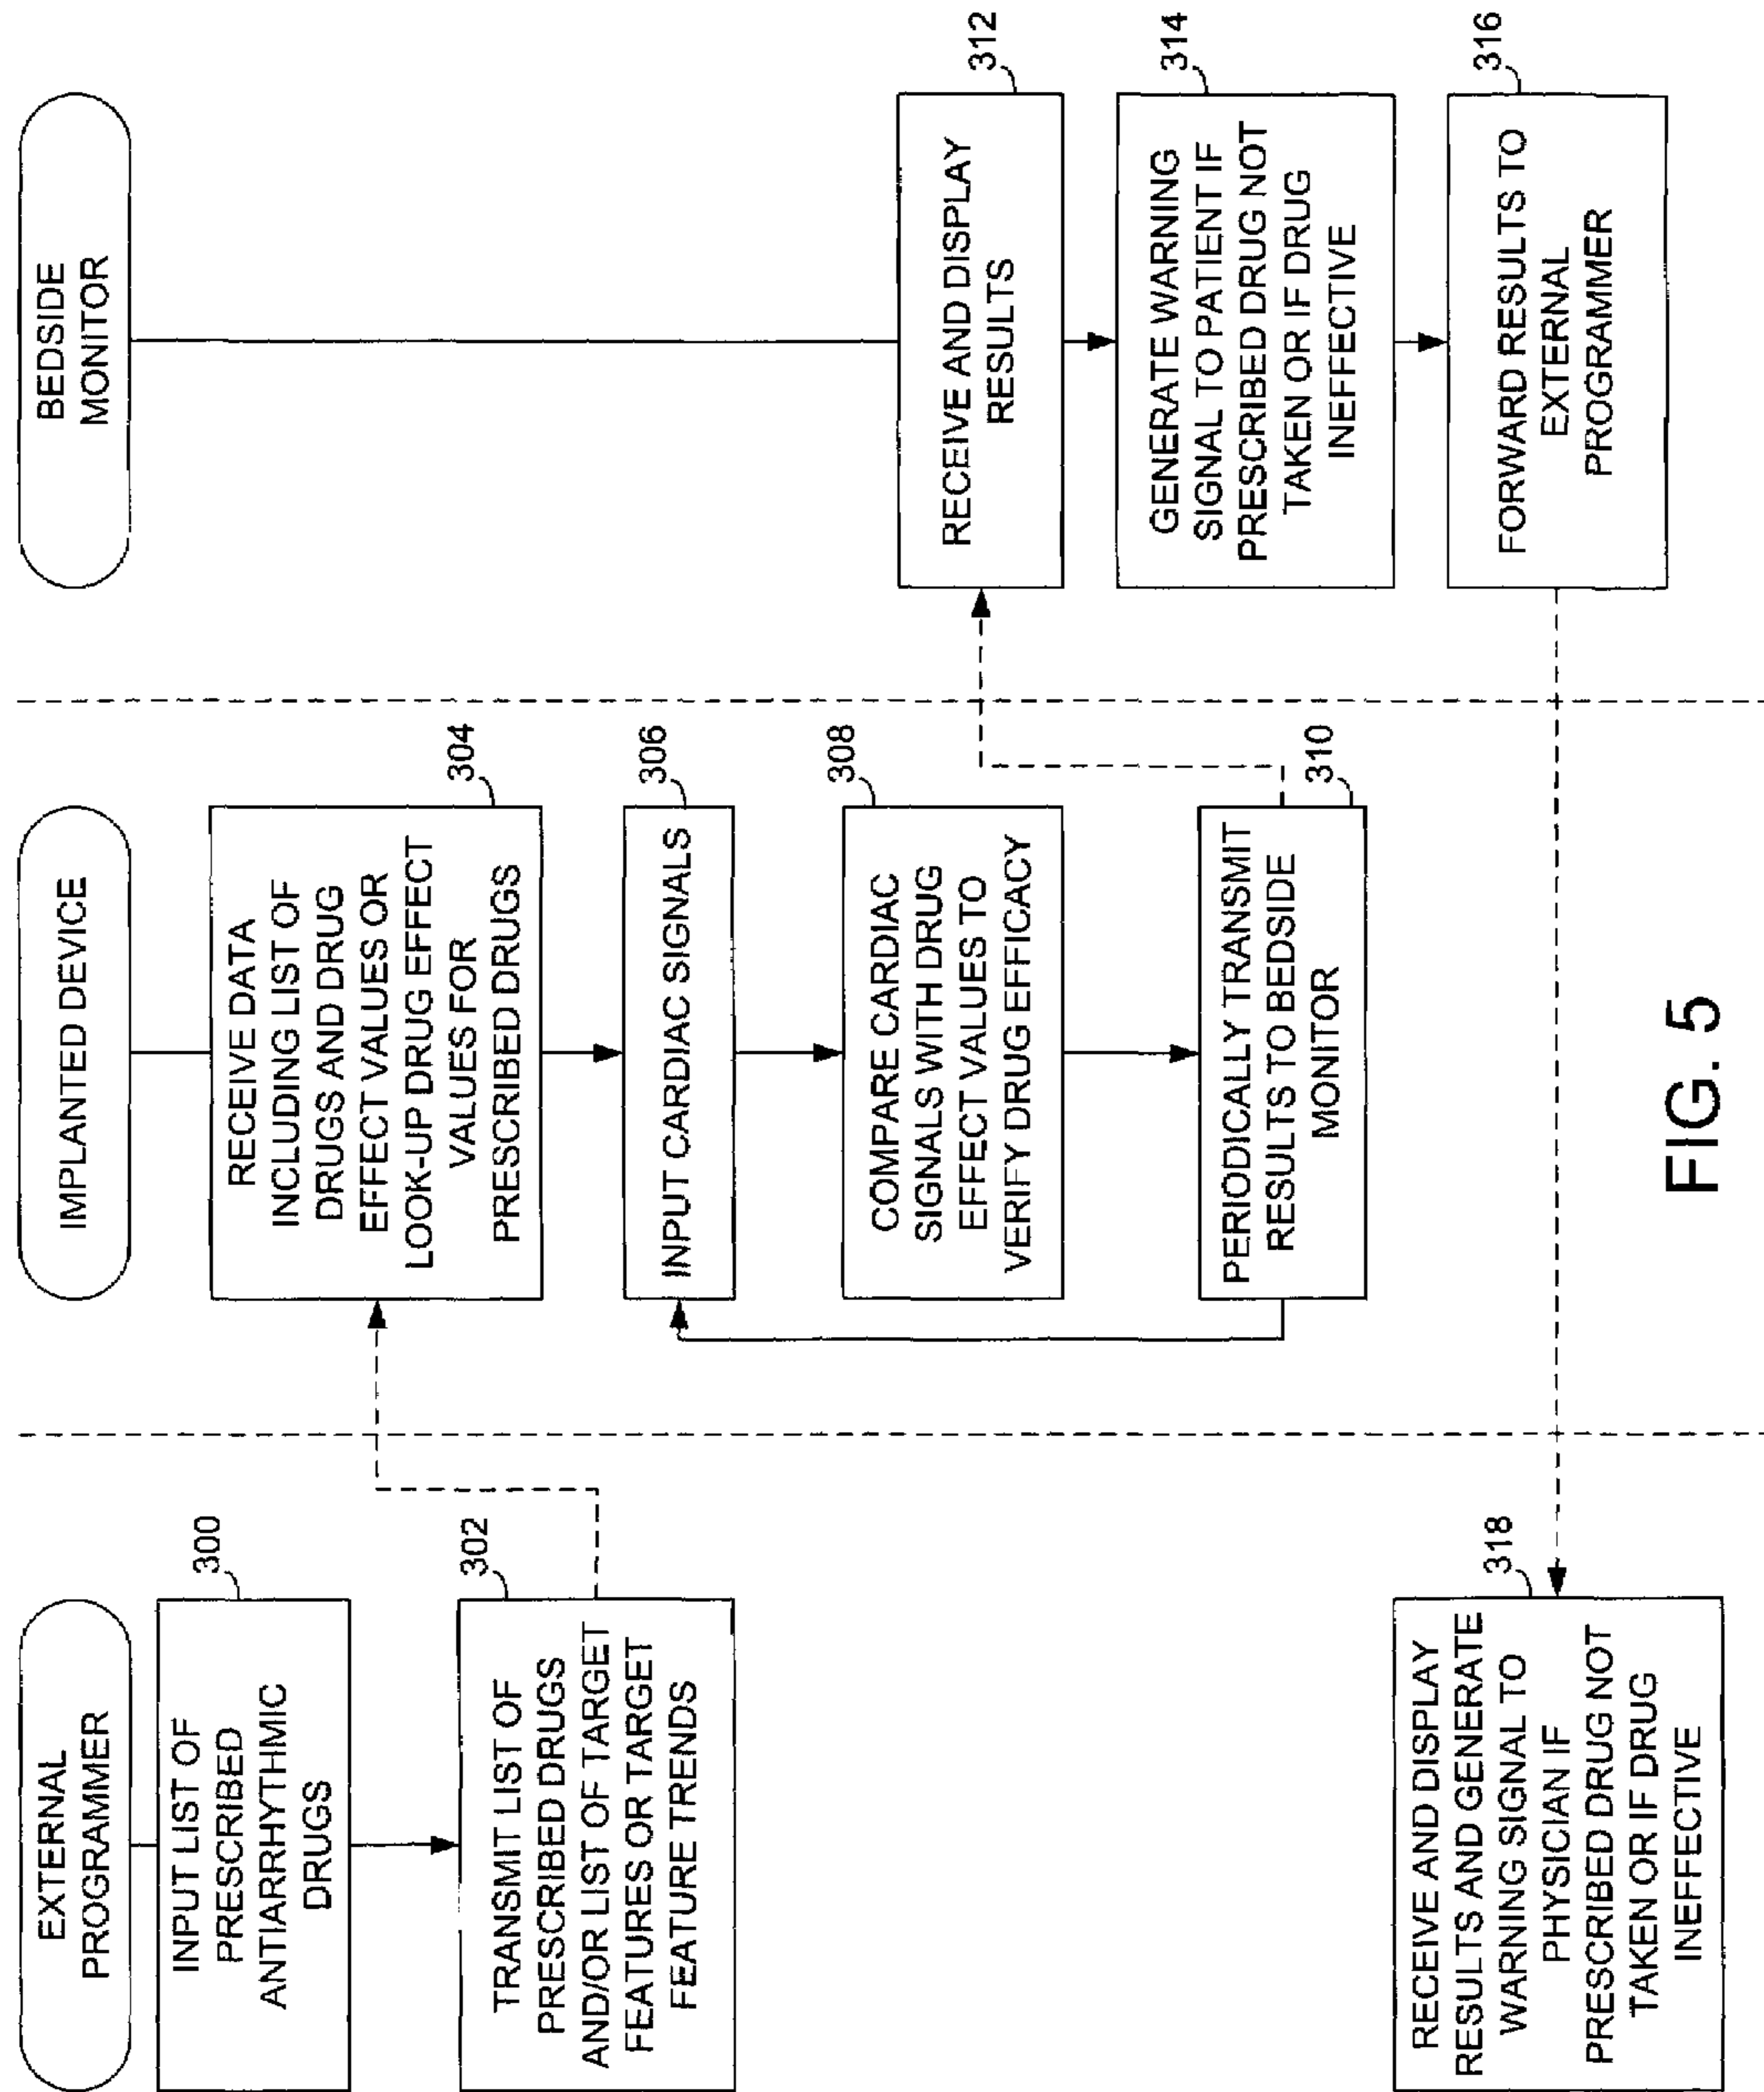 EXTERNAL
PROGRAMMER
300
INPUT LIST OF
PRESCRIBED
ANTIARRHYTHMIC
DRUGS
302
TRANSMIT LIST OF
PRESCRIBED DRUGS
AND/OR LIST OF TARGET
FEATURES OR TARGET
FEATURE TRENDS
318
RECEIVE AND DISPLAY
RESULTS AND GENERATE
WARNING SIGNAL TO
PHYSICIAN IF
PRESCRIBED DRUG NOT
TAKEN OR IF DRUG
INEFFECTIVE
IMPLANTED DEVICE
304
RECEIVE DATA
INCLUDING LIST OF
DRUGS AND DRUG
EFFECT VALUES OR
LOOK-UP DRUG EFFECT
VALUES FOR
PRESCRIBED DRUGS
306
INPUT CARDIAC SIGNALS
308
COMPARE CARDIAC
SIGNALS WITH DRUG
EFFECT VALUES TO
VERIFY DRUG EFFICACY
310
PERIODICALLY TRANSMIT
RESULTS TO BEDSIDE
MONITOR
BEDSIDE
MONITOR
312
RECEIVE AND DISPLAY
RESULTS
314
GENERATE WARNING
SIGNAL TO PATIENT IF
PRESCRIBED DRUG NOT
TAKEN OR IF DRUG
INEFFECTIVE
316
FORWARD RESULTS TO
EXTERNAL
PROGRAMMER
FIG. 5